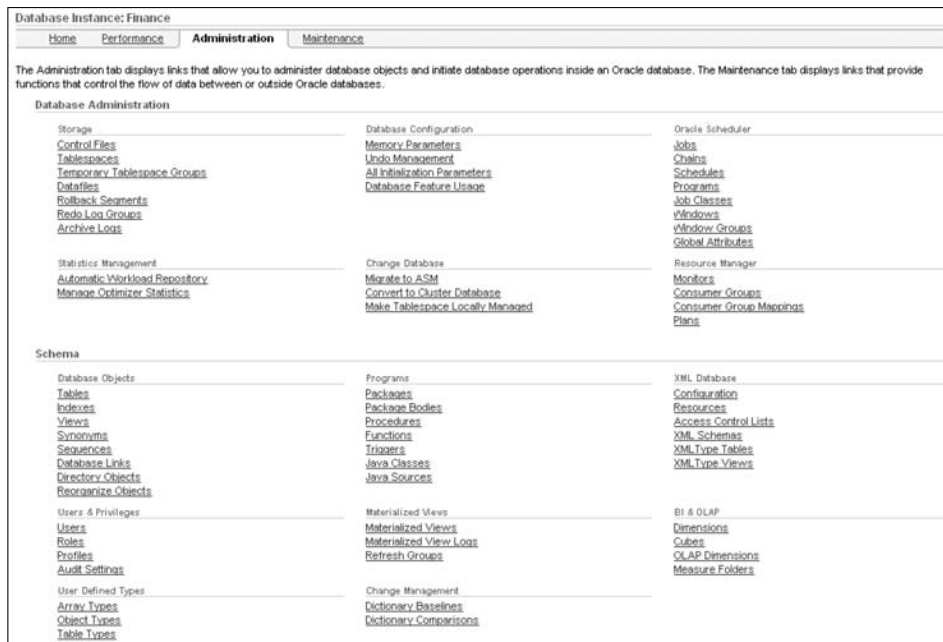 Database Instance: Finance
Home Performance Administration Maintenance
The Administration tab displays links that allow you to administer database objects and initiate database operations inside an Oracle database. The Maintenance tab displays links that provide
functions that control the flow of data between or outside Oracle databases.
Database Administration
Storage
Control Files
Tablespaces
Temporary Tablespace Groups
Datafiles
Rollback Segments
Redo Log Groups
Archive Logs
Database Configuration
Memory Parameters
Undo Management
All Initialization Parameters
Database Feature Usage
Oracle Scheduler
Jobs
Chains
Schedules
Programs
Job Classes
Windows
Window Groups
Global Attributes
Statistics Management
Automatic Workload Repository
Manage Optimizer Statistics
Change Database
Migrate to ASM
Convert to Cluster Database
Make Tablespace Locally Managed
Resource Manager
Monitors
Consumer Groups
Consumer Group Mappings
Plans
Schema
Database Objects
Tables
Indexes
Views
Synonyms
Sequences
Database Links
Directory Objects
Reorganize Objects
Programs
Packages
Package Bodies
Procedures
Functions
Triggers
Java Classes
Java Sources
XML Database
Configuration
Resources
Access Control Lists
XML Schemas
XMLType Tables
XMLType Views
Users & Privileges
Users
Roles
Profiles
Audit Settings
Materialized Views
Materialized Views
Materialized View Logs
Refresh Groups
BI & OLAP
Dimensions
Cubes
OLAP Dimensions
Measure Folders
User Defined Types
Array Types
Object Types
Table Types
Change Management
Dictionary Baselines
Dictionary Comparisons